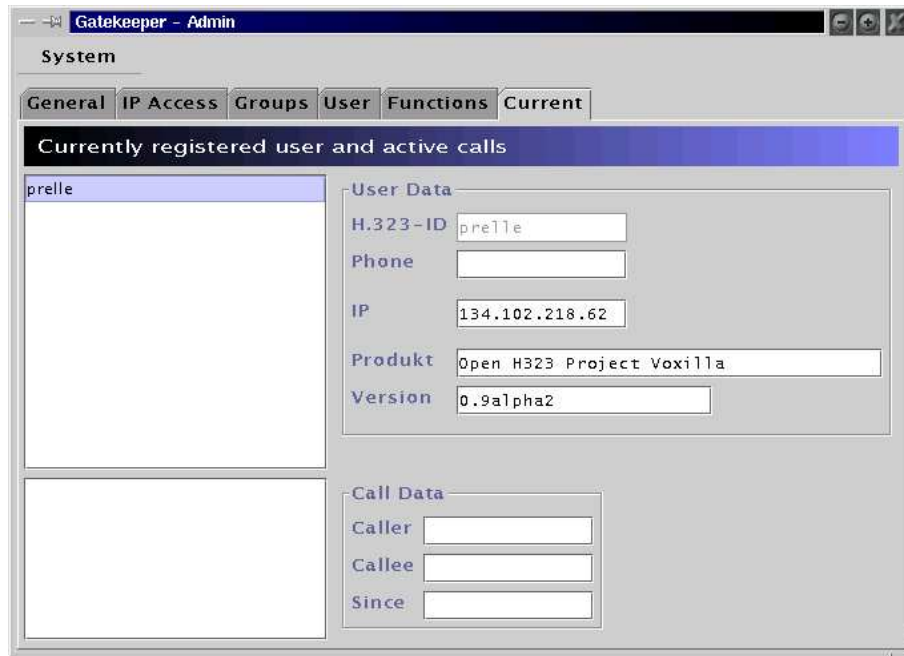 Gatekeeper - Admin
System
General IP Access Groups User Functions Current
Currently registered user and active calls
prelle
User Data
H.323-ID prelle
Phone
IP 134.102.218.62
Produkt Open H323 Project Voxilla
Version 0.9alpha2
Call Data
Caller
Callee
Since